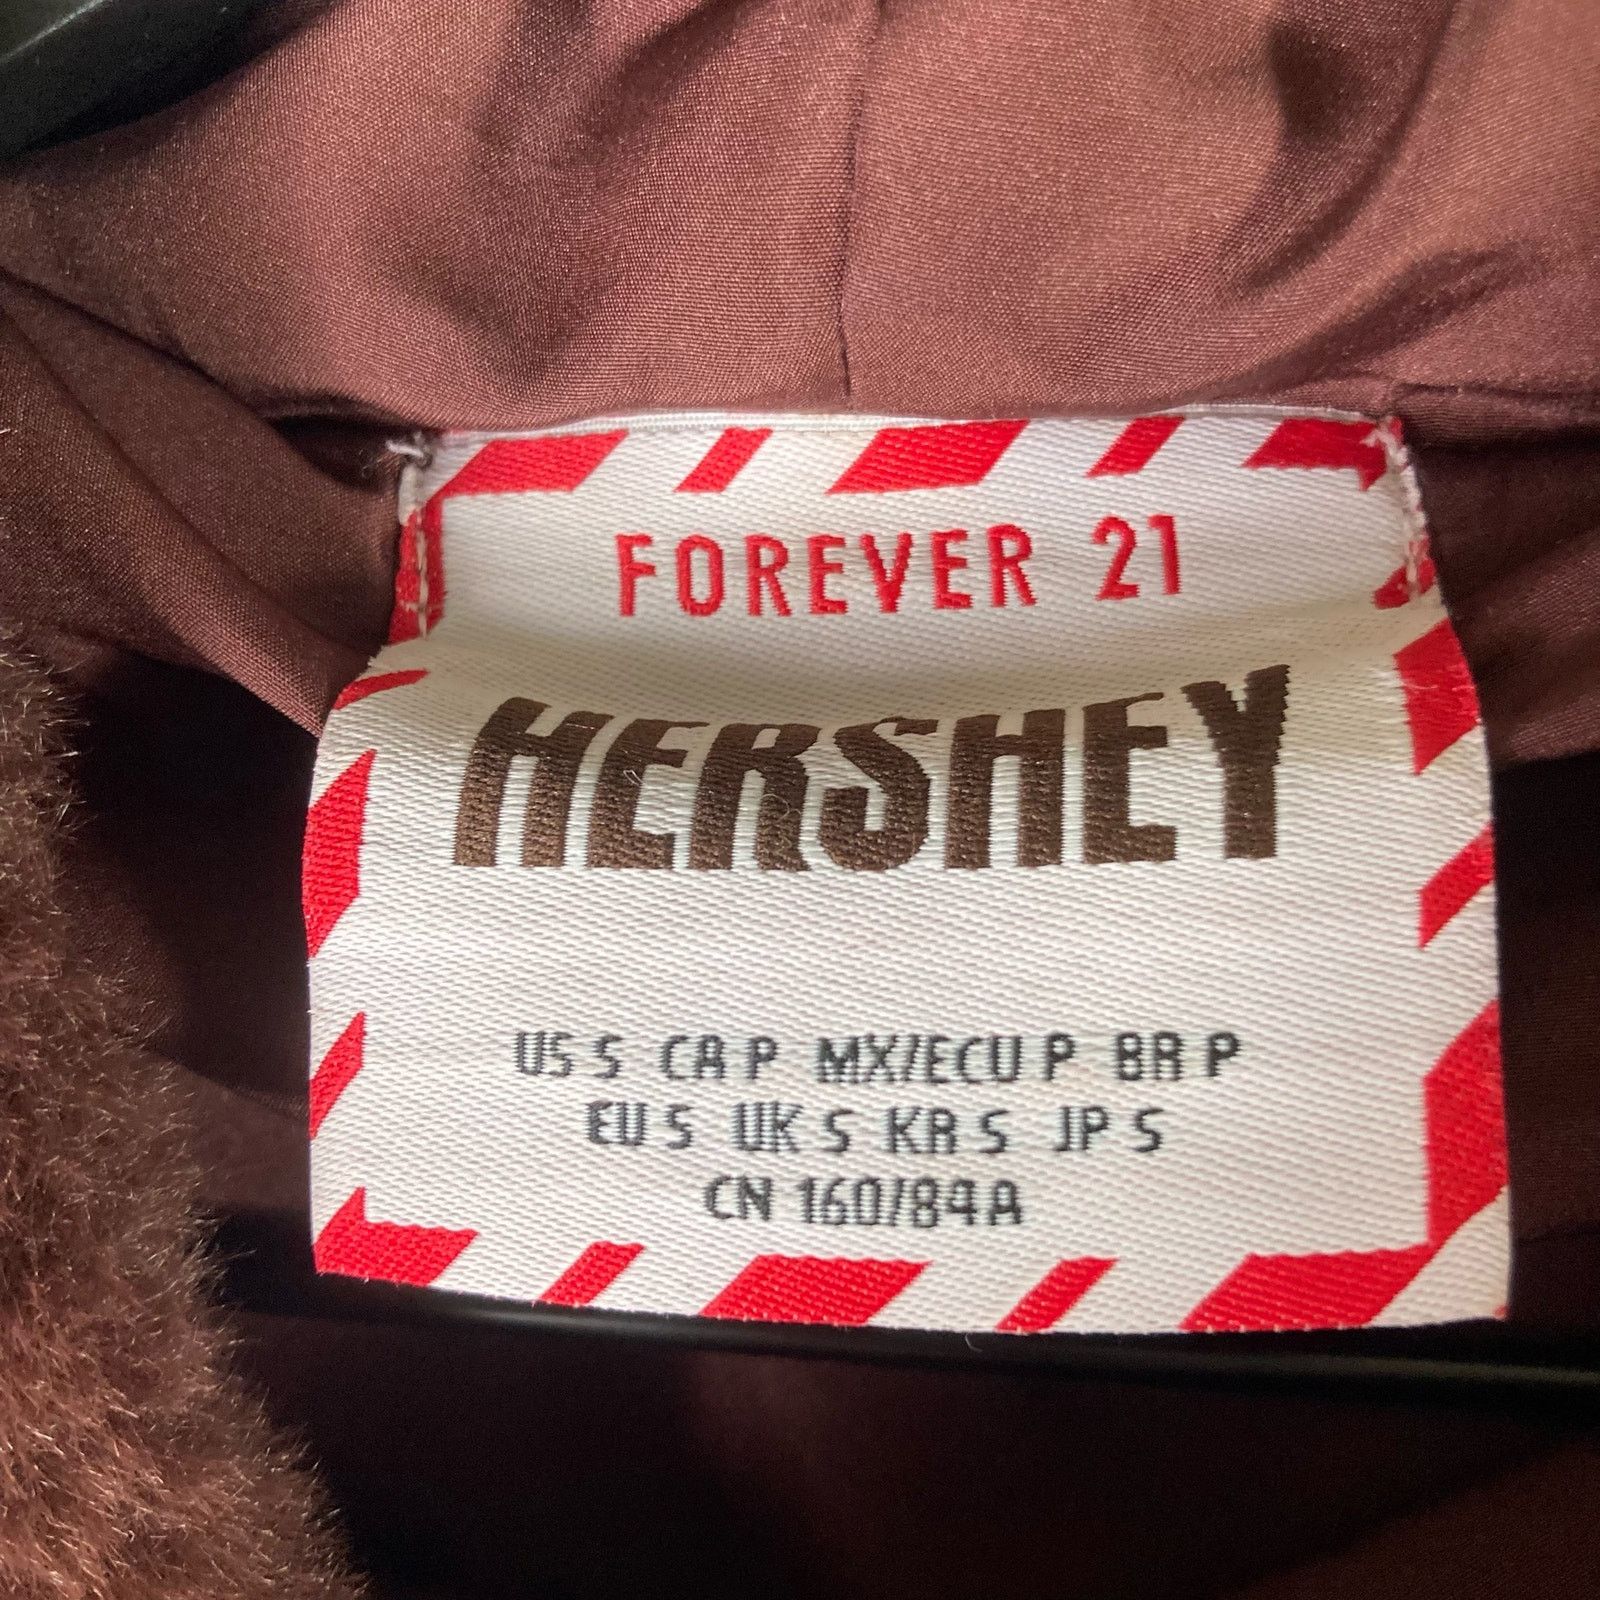 FOREVER 21
HERSHEY
US S CA P MX/ECU P BR P
EU S UK S KR S JP S
CN 160/84A